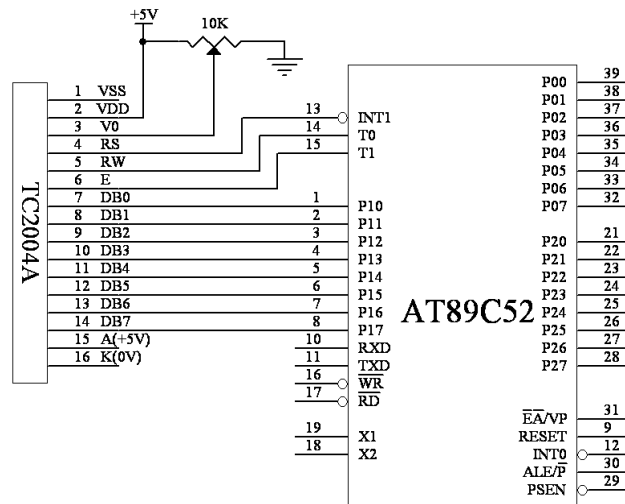 +5V
10K
TC2004A
1 VSS
2 VDD
3 V0
4 RS
5 RW
6 E
7 DB0
8 DB1
9 DB2
10 DB3
11 DB4
12 DB5
13 DB6
14 DB7
15 A(+5V)
16 K(0V)
13 INT1
14 T0
15 T1
1 P10
2 P11
3 P12
4 P13
5 P14
6 P15
7 P16
8 P17
10 RXD
11 TXD
16 WR
17 RD
19 X1
18 X2
AT89C52
P00 39
P01 38
P02 37
P03 36
P04 35
P05 34
P06 33
P07 32
P20 21
P21 22
P22 23
P23 24
P24 25
P25 26
P26 27
P27 28
EA/VP 31
RESET 9
INT0 12
ALE/P 30
PSEN 29